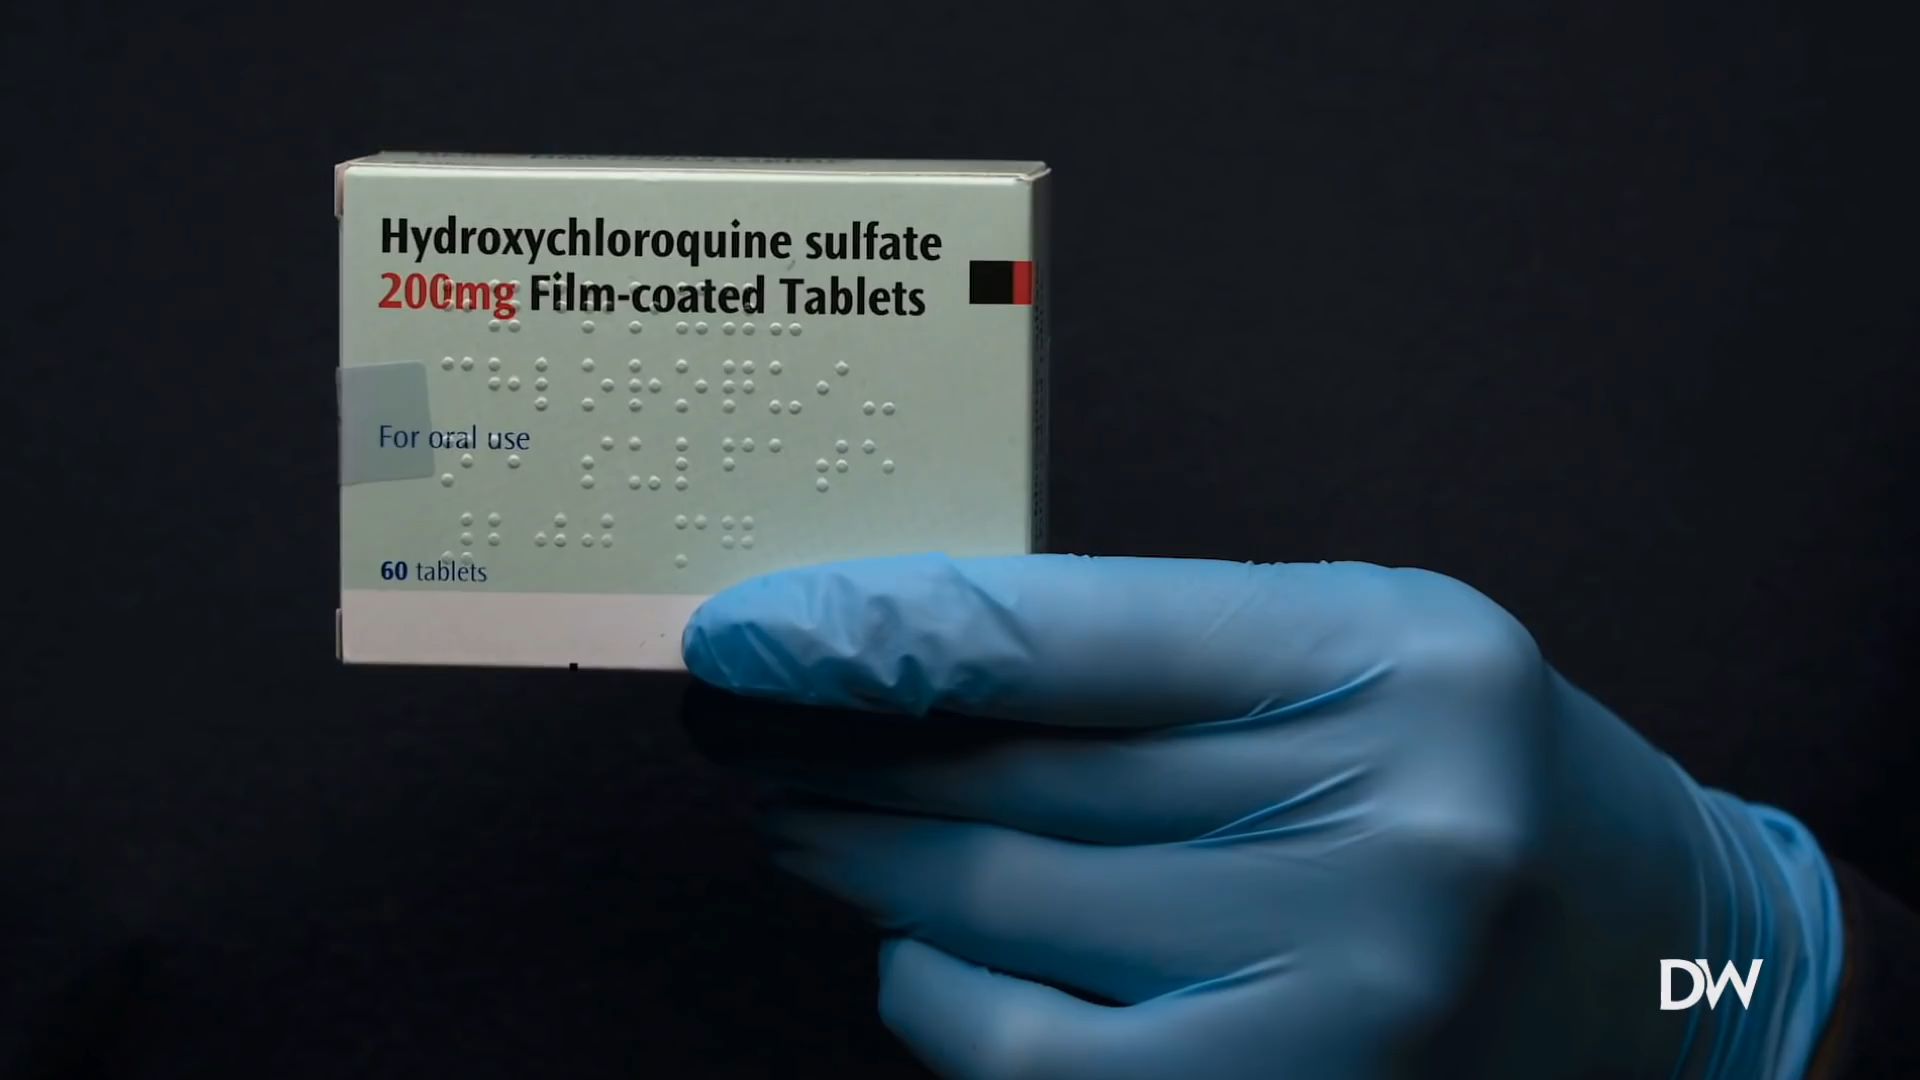 Hydroxychloroquine sulfate
200mg Film-coated Tablets
For oral use
60 tablets
DW